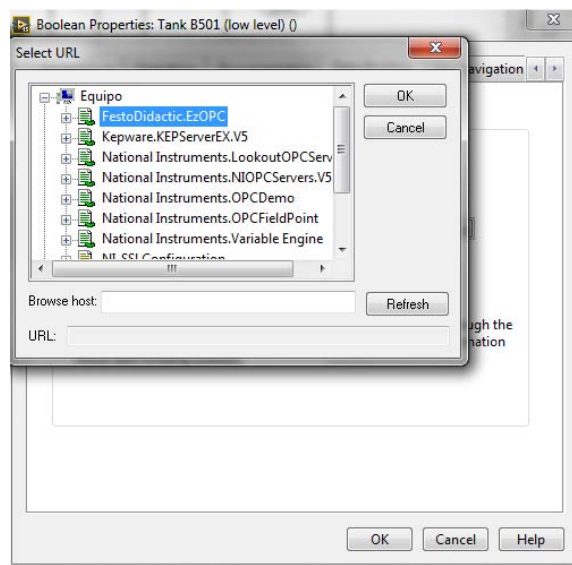 Boolean Properties: Tank B501 (low level) ()
Select URL
avigation
Equipo
FestoDidactic.EzOPC
Kepware.KEPServerEX.V5
National Instruments.LookoutOPCServ
National Instruments.NIOPCServers.V5
National Instruments.OPCDemo
National Instruments.OPCFieldPoint
National Instruments.Variable Engine
NI-SSLConfiguration
OK
Cancel
Browse host:
Refresh
URL:
ugh the
nation
OK Cancel Help